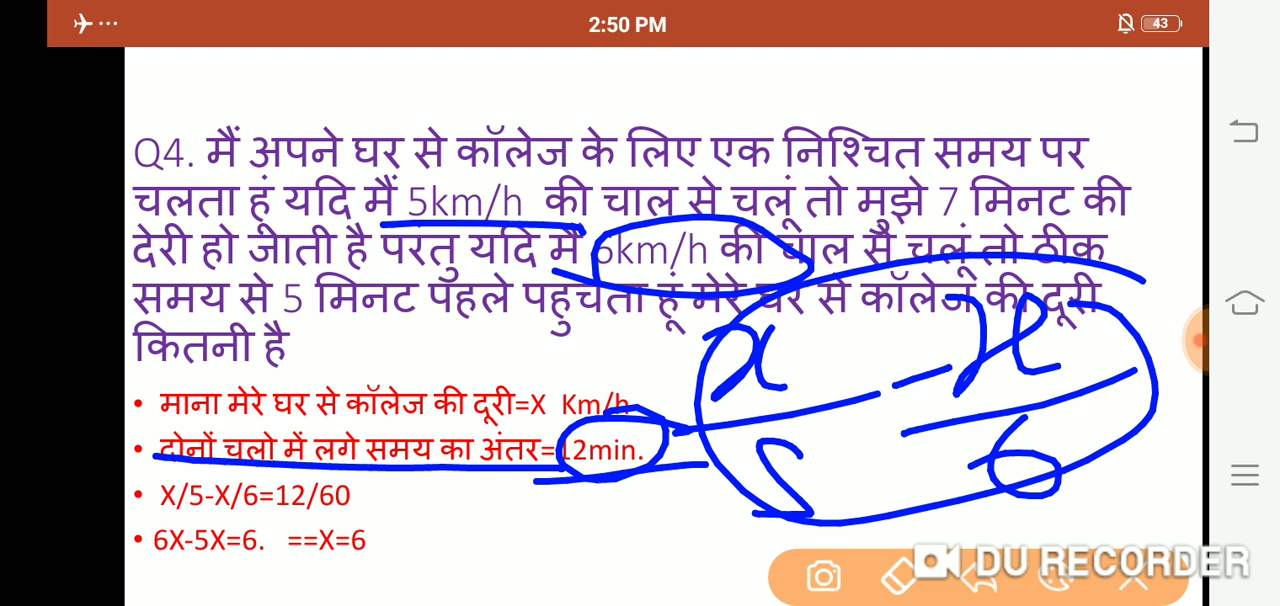 2:50 PM
43
Q4. मैं अपने घर से कॉलेज के लिए एक निश्चित समय पर
चलता हूं यदि मैं 5km/h की चाल से चलूं तो मुझे 7 मिनट की
देरी हो जाती है परतु यदि मैं 6km/h की चाल से चलूं तो ठीक
समय से 5 मिनट पहले पहुचता हूं मेरे घर से कॉलेज की दूरी
कितनी है
• माना मेरे घर से कॉलेज की दूरी=X Km/h
• दोनों चलो में लगे समय का अंतर=12min.
• X/5-X/6=12/60
• 6X-5X=6. ==X=6
x - x
5 6
DU RECORDER